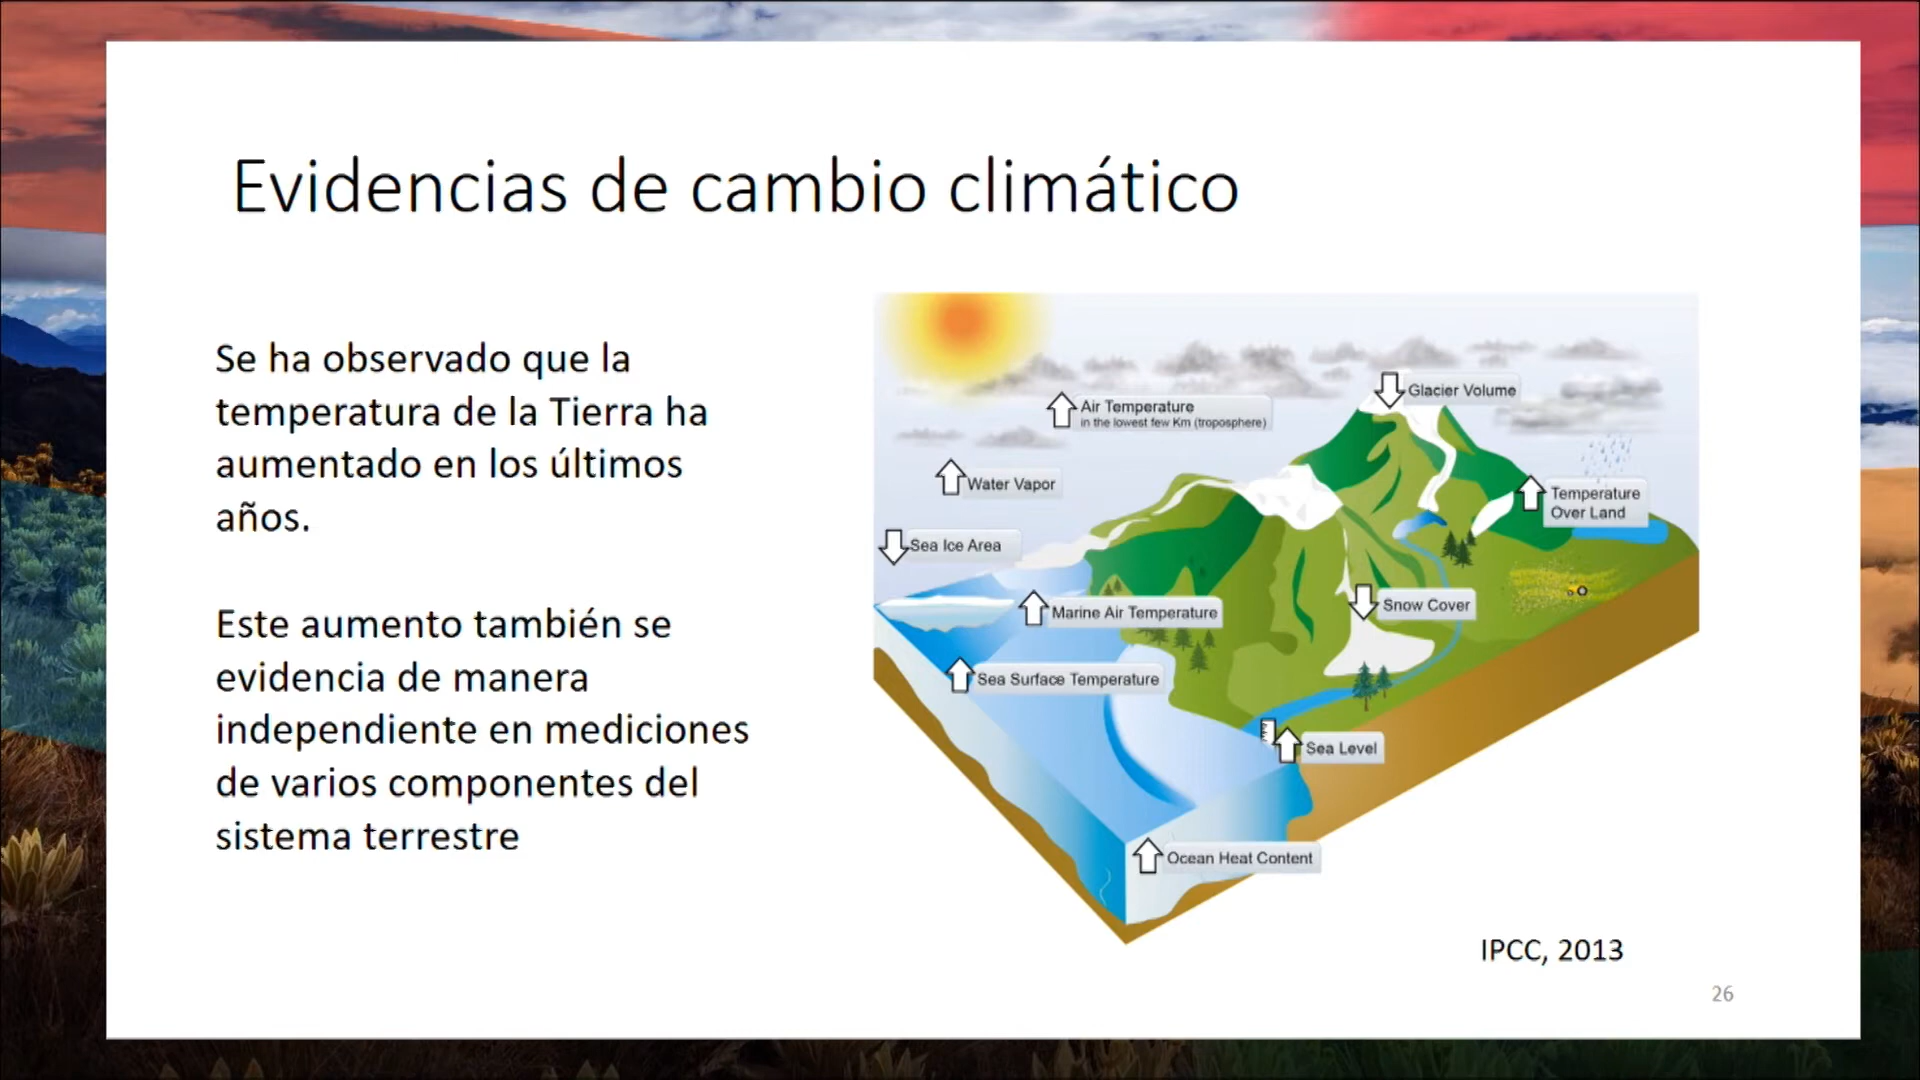 Evidencias de cambio climático
Se ha observado que la
temperatura de la Tierra ha
aumentado en los últimos
años.
Este aumento también se
evidencia de manera
independiente en mediciones
de varios componentes del
sistema terrestre
Glacier Volume
Air Temperature
in the lowest few Km (troposphere)
Water Vapor
Temperature
Over Land
Sea Ice Area
Marine Air Temperature
Snow Cover
Sea Surface Temperature
Sea Level
Ocean Heat Content
IPCC, 2013
26